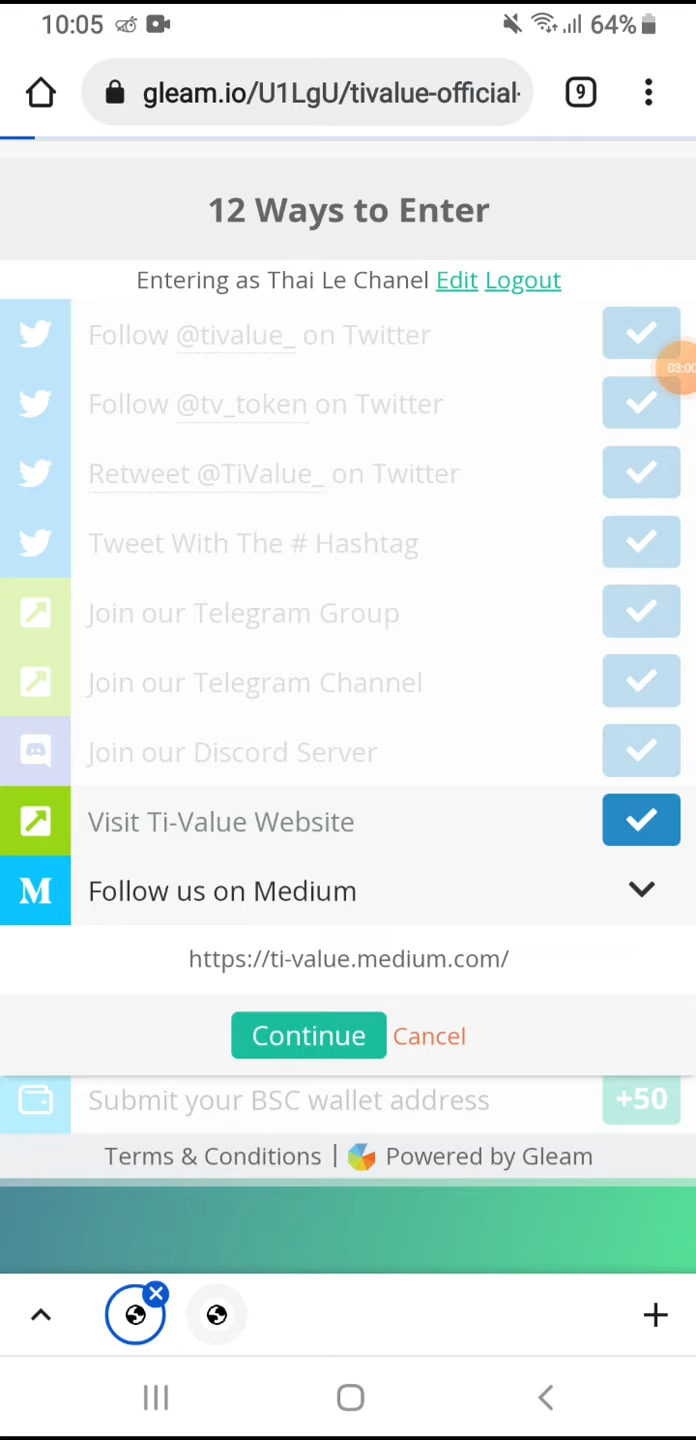 10:05 64%
gleam.io/U1LgU/tivalue-official- 9
12 Ways to Enter
Entering as Thai Le Chanel Edit Logout
Follow @tivalue_ on Twitter
03:00
Follow @tv_token on Twitter
Retweet @TiValue_ on Twitter
Tweet With The # Hashtag
Join our Telegram Group
Join our Telegram Channel
Join our Discord Server
Visit Ti-Value Website
M Follow us on Medium
https://ti-value.medium.com/
Continue Cancel
Submit your BSC wallet address +50
Terms & Conditions | Powered by Gleam